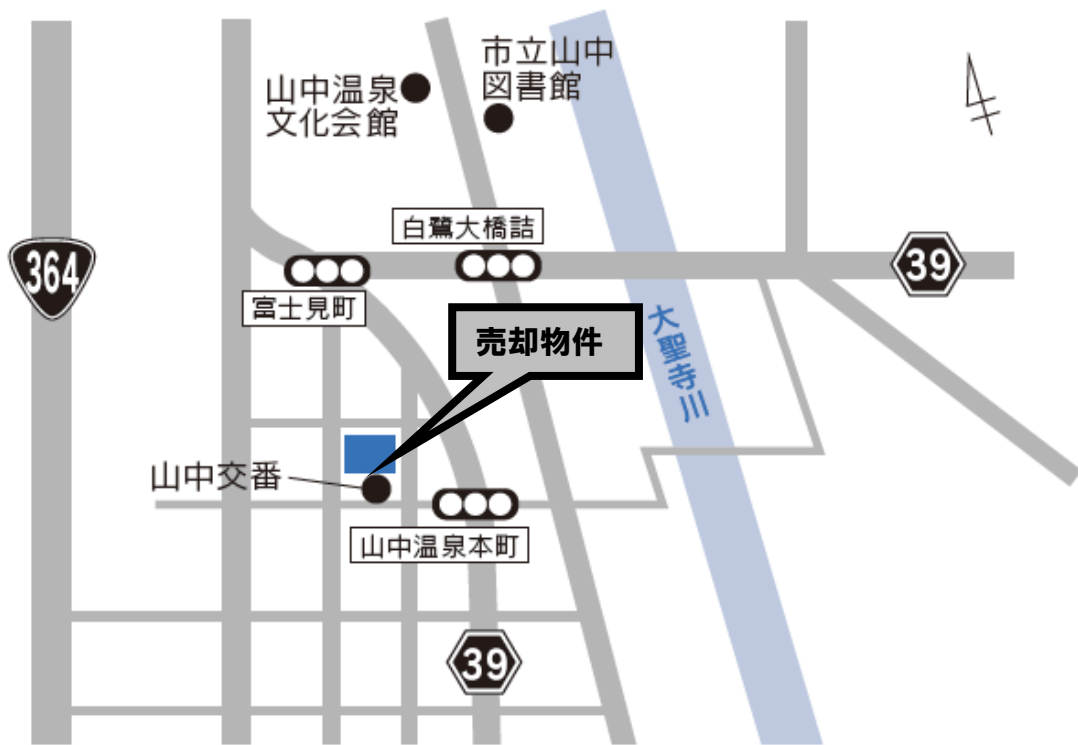 市立山中
図書館
山中温泉
文化会館
白鷺大橋詰
364
39
富士見町
売却物件
大聖寺川
山中交番
山中温泉本町
39